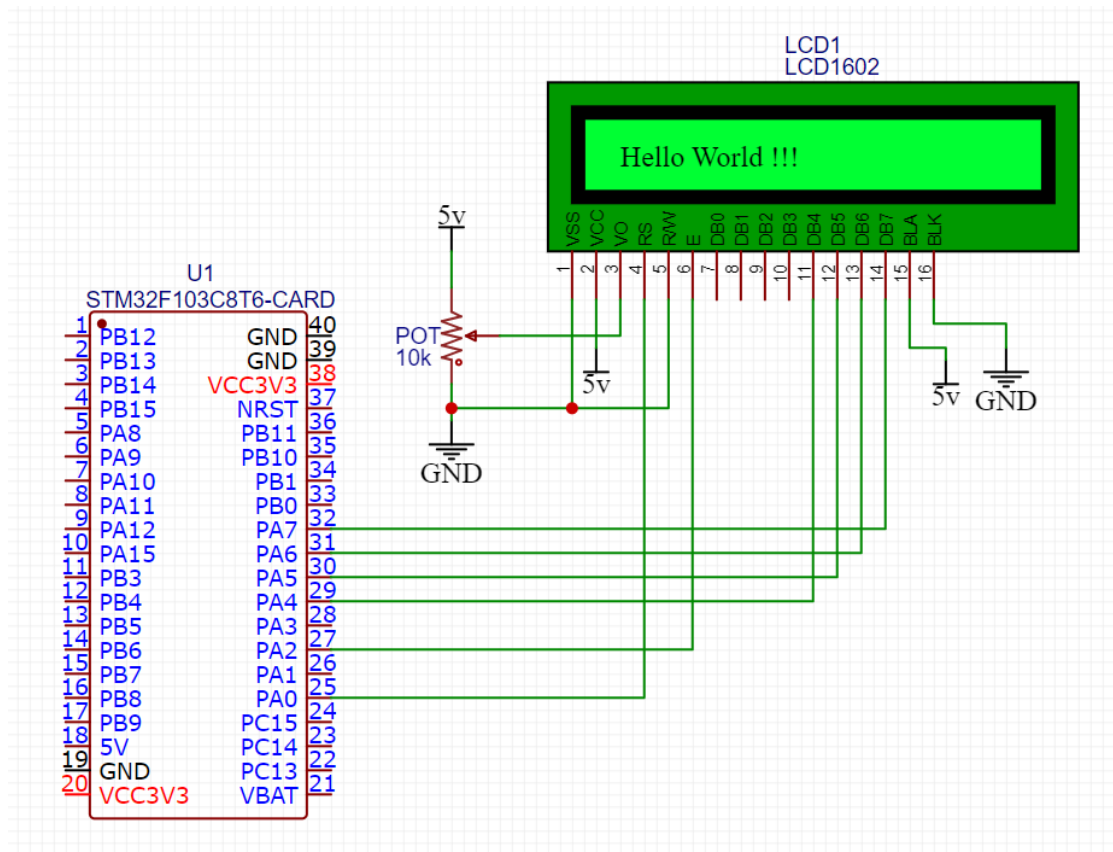 LCD1
LCD1602
Hello World !!!
VSS
VCC
VO
RS
R/W
E
DB0
DB1
DB2
DB3
DB4
DB5
DB6
DB7
BLA
BLK
1
2
3
4
5
6
7
8
9
10
11
12
13
14
15
16
5v
POT
10k
GND
5v
5v
GND
U1
STM32F103C8T6-CARD
1 PB12 GND 40
2 PB13 GND 39
3 PB14 VCC3V3 38
4 PB15 NRST 37
5 PA8 PB11 36
6 PA9 PB10 35
7 PA10 PB1 34
8 PA11 PB0 33
9 PA12 PA7 32
10 PA15 PA6 31
11 PB3 PA5 30
12 PB4 PA4 29
13 PB5 PA3 28
14 PB6 PA2 27
15 PB7 PA1 26
16 PB8 PA0 25
17 PB9 PC15 24
18 5V PC14 23
19 GND PC13 22
20 VCC3V3 VBAT 21